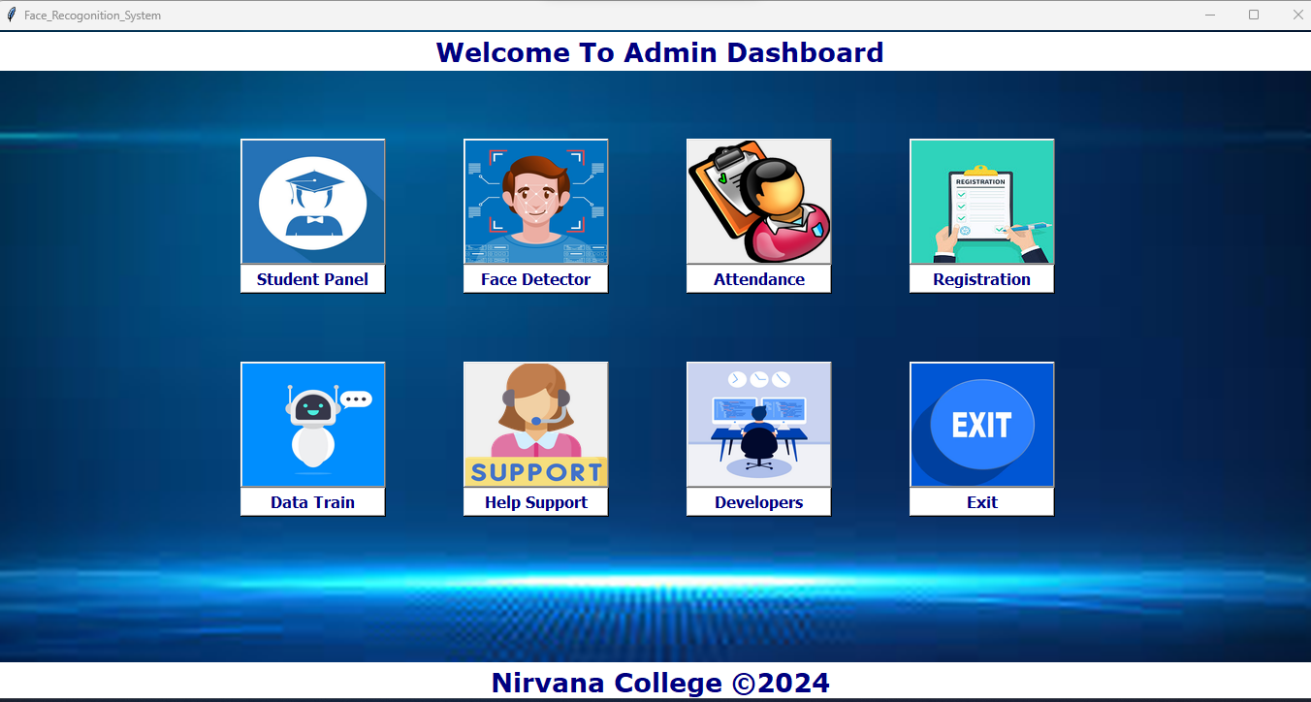 Face_Recogonition_System
Welcome To Admin Dashboard
REGISTRATION
Student Panel
Face Detector
Attendance
Registration
SUPPORT
EXIT
Data Train
Help Support
Developers
Exit
Nirvana College ©2024